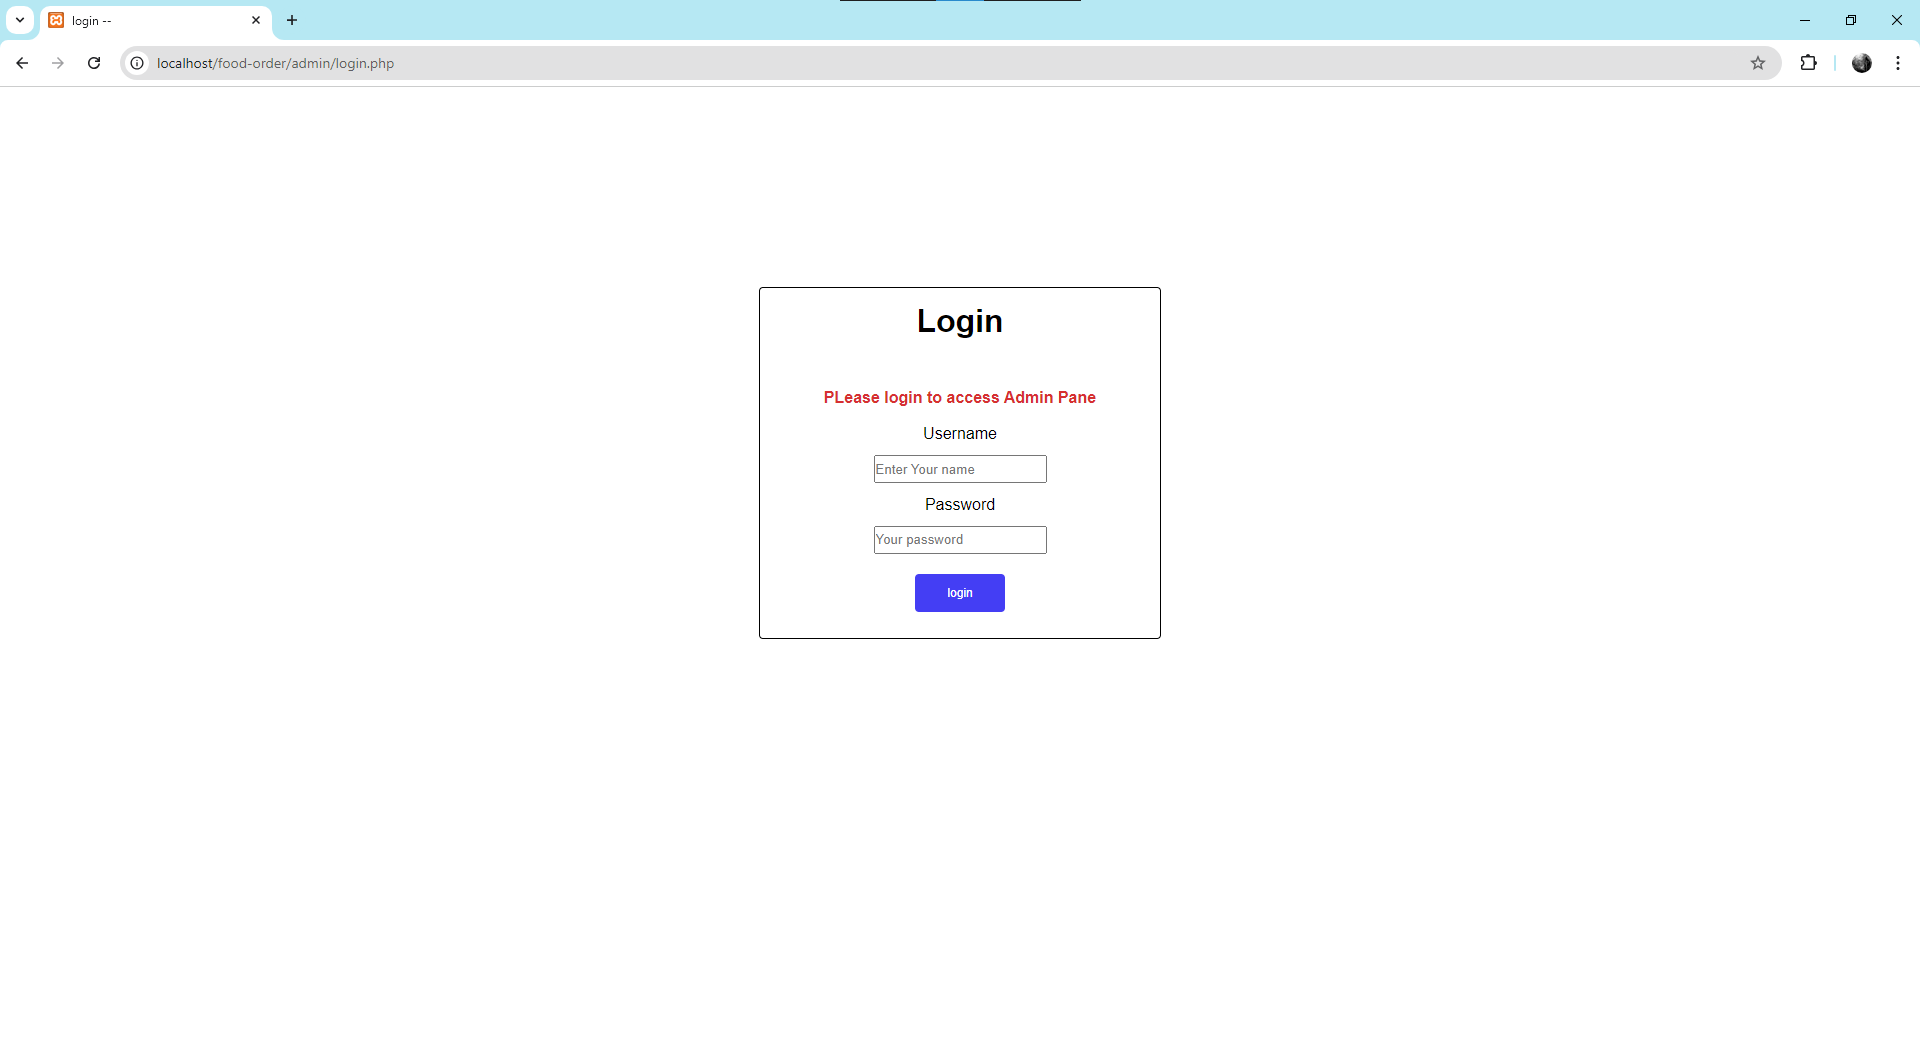 login --
localhost/food-order/admin/login.php
Login
PLease login to access Admin Pane
Username
Enter Your name
Password
Your password
login